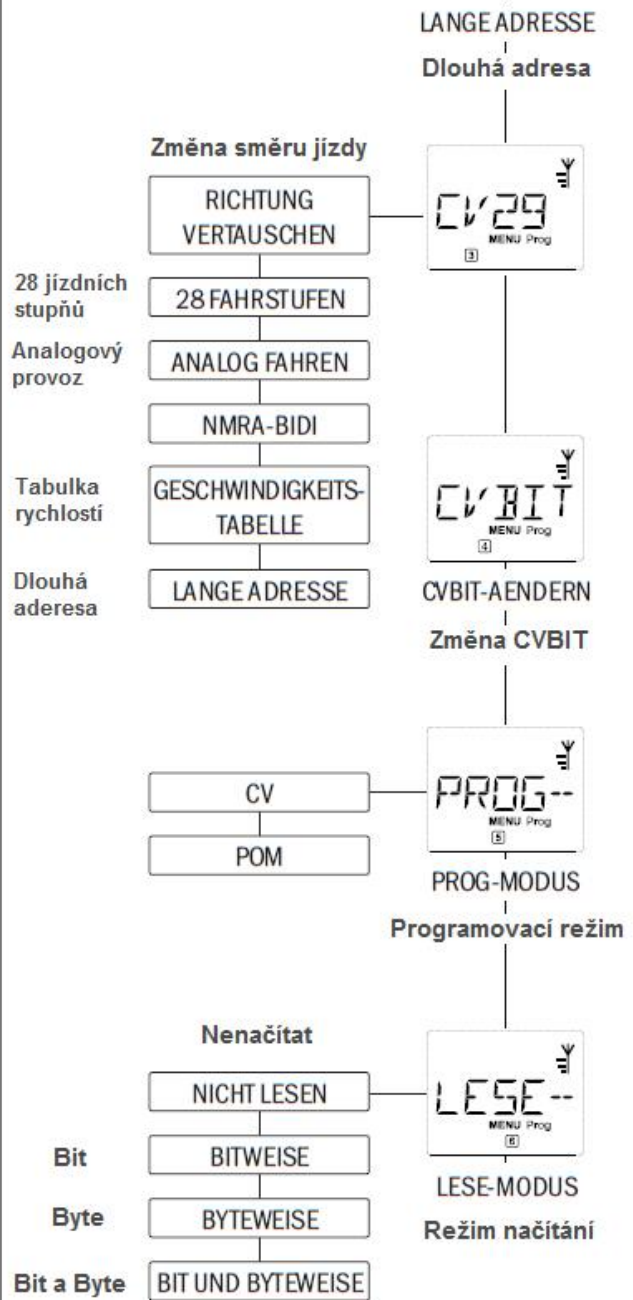 LANGE ADRESSE
Dlouhá adresa
Změna směru jízdy
RICHTUNG
VERTAUSCHEN
CV29
MENU Prog
3
28 jízdních
stupňů
28 FAHRSTUFEN
Analogový
provoz
ANALOG FAHREN
NMRA-BIDI
Tabulka
rychlostí
GESCHWINDIGKEITS-
TABELLE
CVBIT
MENU Prog
4
Dlouhá
aderesa
LANGE ADRESSE
CVBIT-AENDERN
Změna CVBIT
CV
POM
PROG--
MENU Prog
5
PROG-MODUS
Programovací režim
Nenačítat
NICHT LESEN
LESE--
MENU Prog
6
Bit
BITWEISE
LESE-MODUS
Byte
BYTEWEISE
Režim načítání
Bit a Byte
BIT UND BYTEWEISE